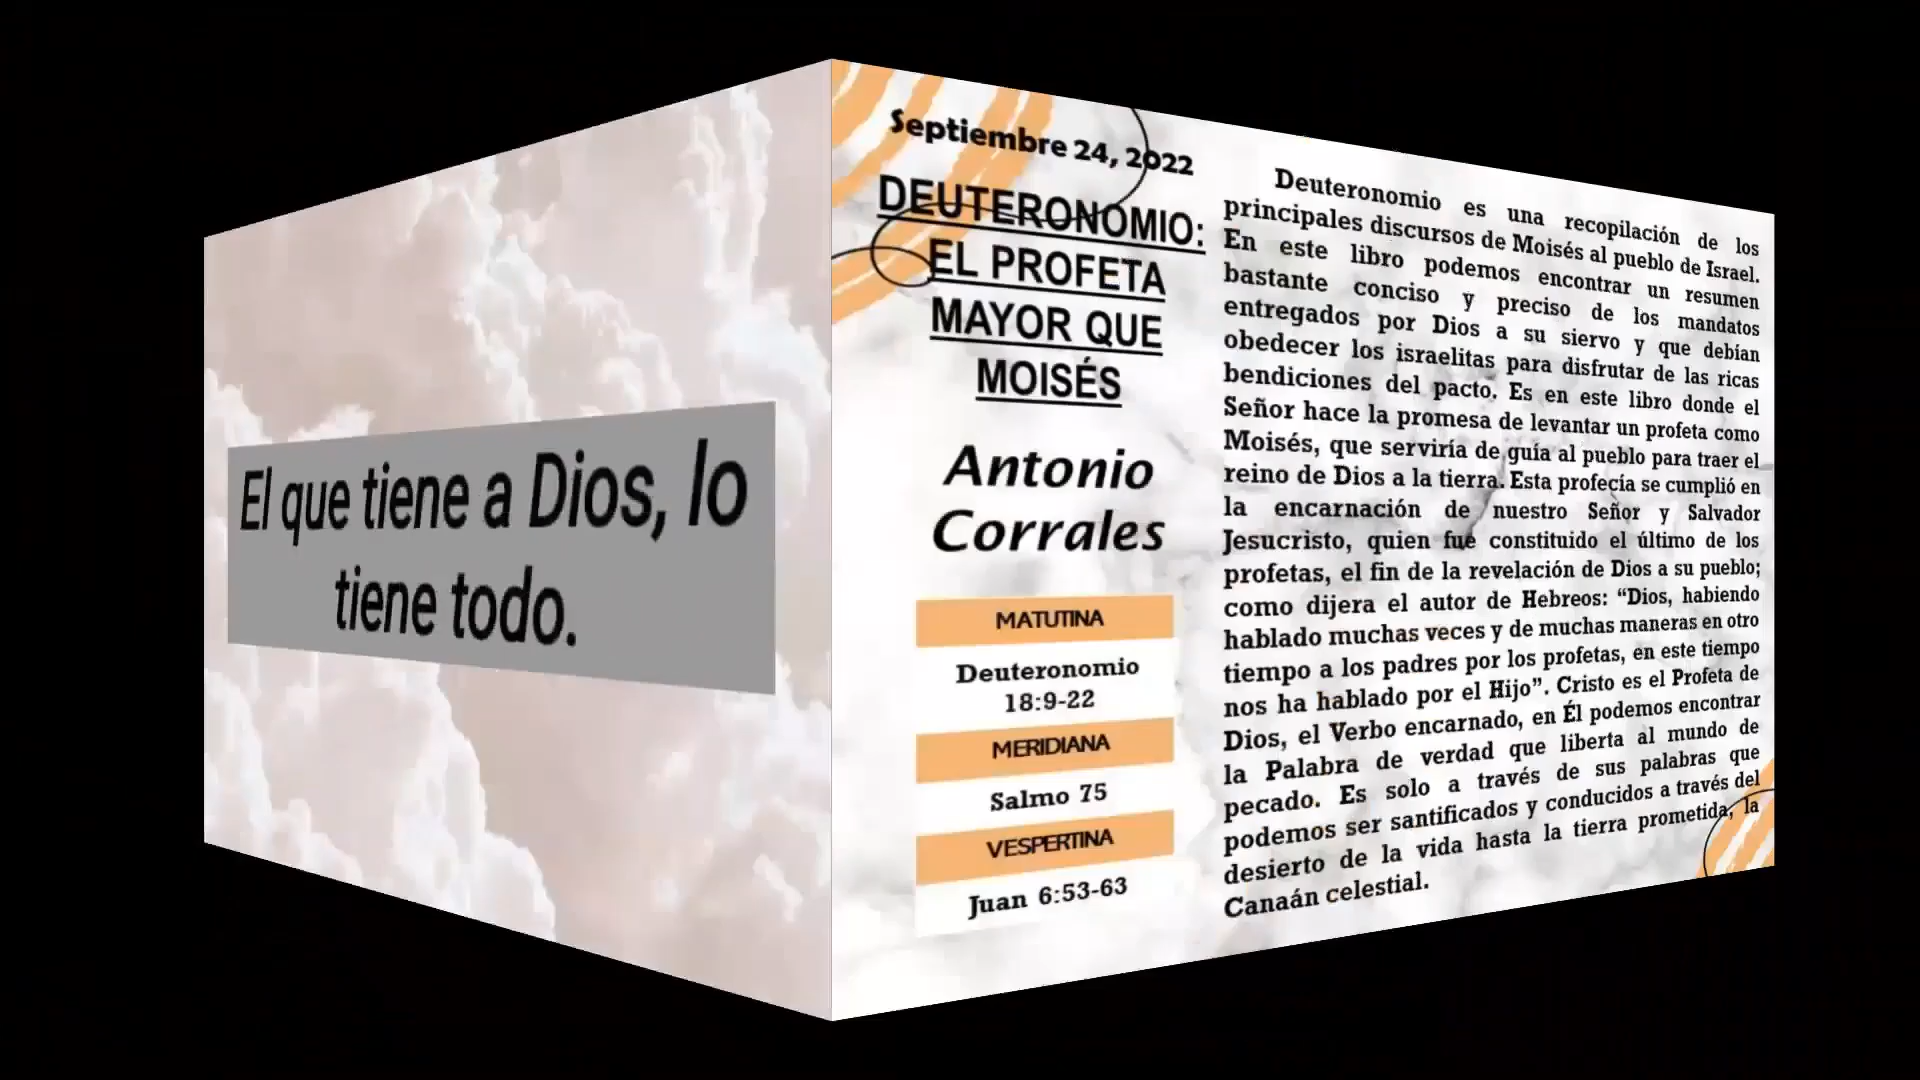 El que tiene a Dios, lo
tiene todo.
Septiembre 24, 2022
DEUTERONOMIO:
EL PROFETA
MAYOR QUE
MOISÉS
Antonio
Corrales
MATUTINA
Deuteronomio
18:9-22
MERIDIANA
Salmo 75
VESPERTINA
Juan 6:53-63
Deuteronomio es una recopilación de los
principales discursos de Moisés al pueblo de Israel.
En este libro podemos encontrar un resumen
bastante conciso y preciso de los mandatos
entregados por Dios a su siervo y que debían
obedecer los israelitas para disfrutar de las ricas
bendiciones del pacto. Es en este libro donde el
Señor hace la promesa de levantar un profeta como
Moisés, que serviría de guía al pueblo para traer el
reino de Dios a la tierra. Esta profecía se cumplió en
la encarnación de nuestro Señor y Salvador
Jesucristo, quien fue constituido el último de los
profetas, el fin de la revelación de Dios a su pueblo;
como dijera el autor de Hebreos: “Dios, habiendo
hablado muchas veces y de muchas maneras en otro
tiempo a los padres por los profetas, en este tiempo
nos ha hablado por el Hijo”. Cristo es el Profeta de
Dios, el Verbo encarnado, en Él podemos encontrar
la Palabra de verdad que liberta al mundo de
pecado. Es solo a través de sus palabras que
podemos ser santificados y conducidos a través del
desierto de la vida hasta la tierra prometida, la
Canaán celestial.